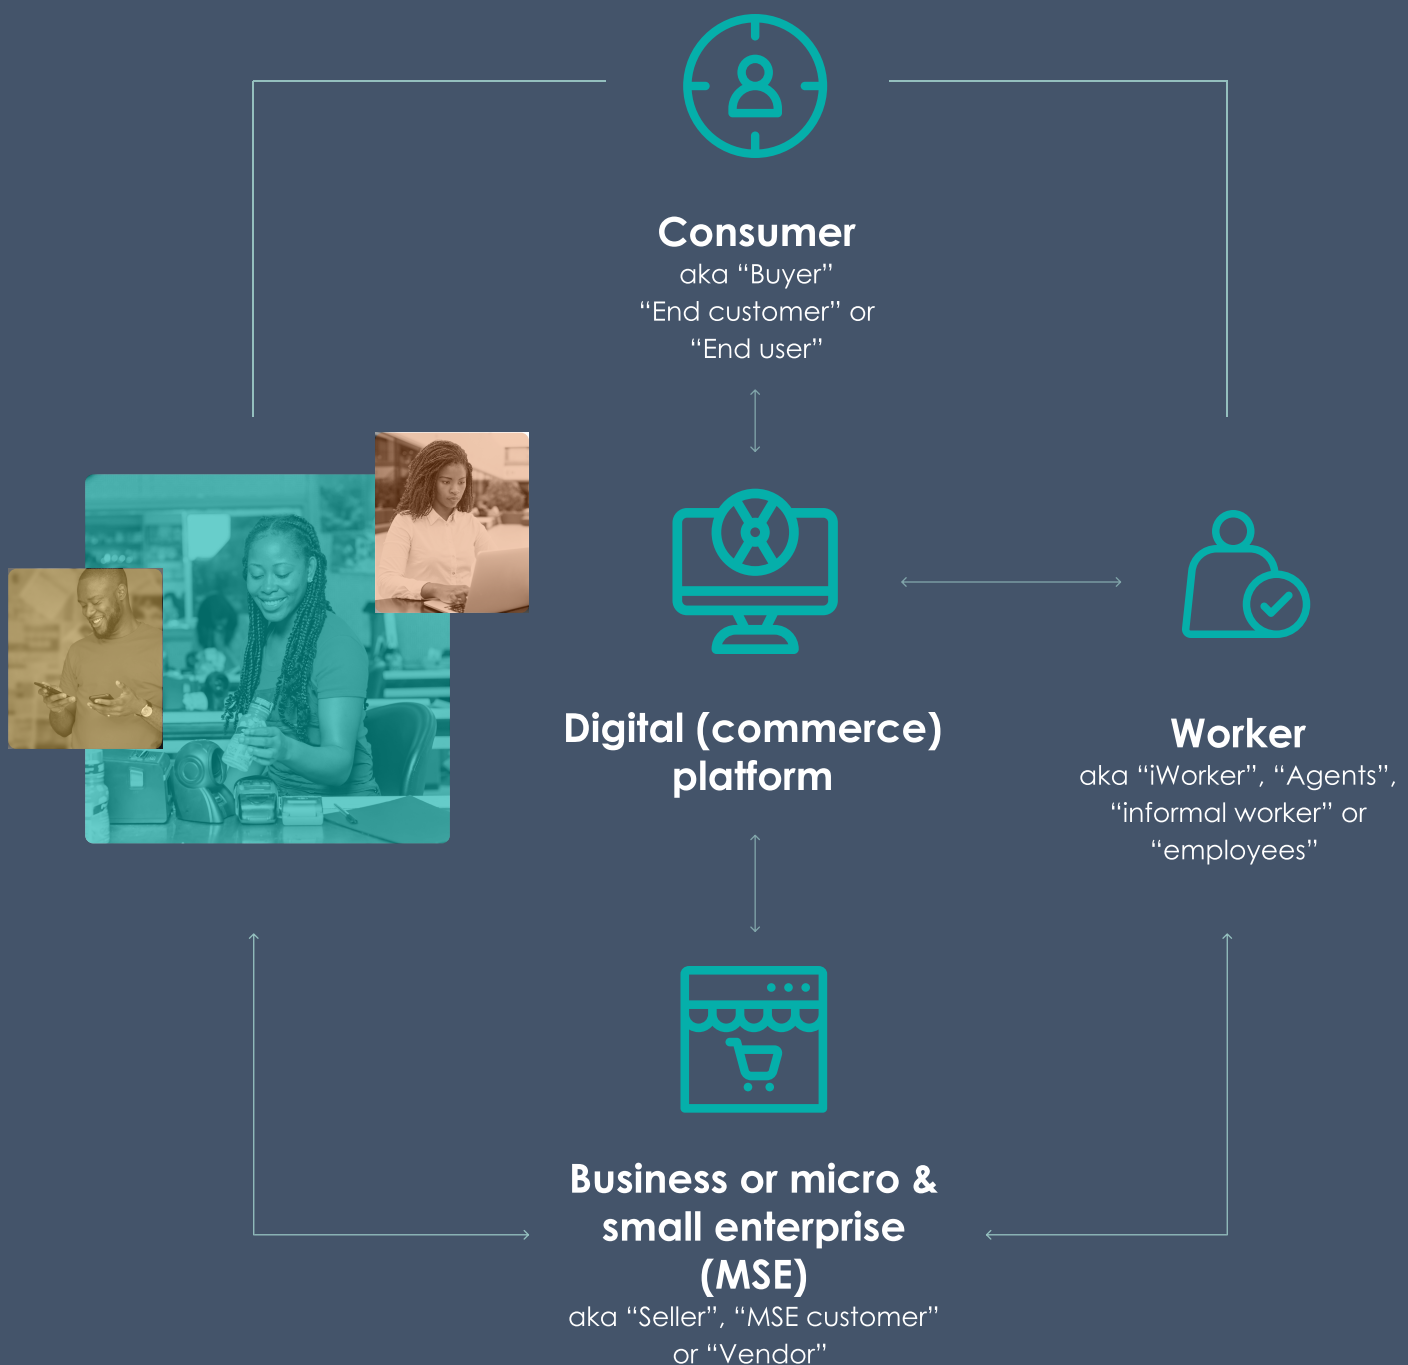 Consumer
aka “Buyer”
“End customer” or
“End user”
Digital (commerce)
platform
Worker
aka “iWorker”, “Agents”,
“informal worker” or
“employees”
Business or micro &
small enterprise
(MSE)
aka “Seller”, “MSE customer”
or “Vendor”